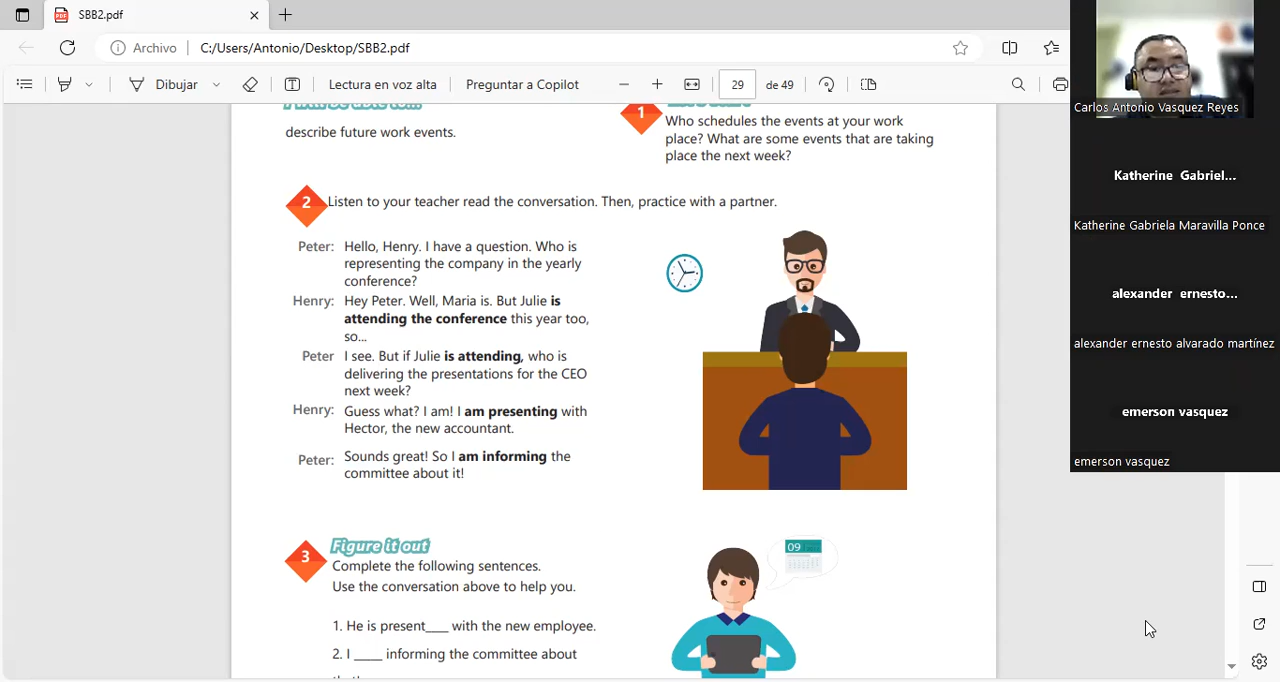 SBB2.pdf
Archivo
C:/Users/Antonio/Desktop/SBB2.pdf
Dibujar
Lectura en voz alta
Preguntar a Copilot
29
de 49
describe future work events.
1
Who schedules the events at your work
place? What are some events that are taking
place the next week?
2
Listen to your teacher read the conversation. Then, practice with a partner.
Peter: Hello, Henry. I have a question. Who is
representing the company in the yearly
conference?
Henry: Hey Peter. Well, Maria is. But Julie is
attending the conference this year too,
so...
Peter I see. But if Julie is attending, who is
delivering the presentations for the CEO
next week?
Henry: Guess what? I am! I am presenting with
Hector, the new accountant.
Peter: Sounds great! So I am informing the
committee about it!
3
Figure it out
09
Complete the following sentences.
Use the conversation above to help you.
1. He is present___ with the new employee.
2. I ____ informing the committee about
Carlos Antonio Vasquez Reyes
Katherine Gabriel...
Katherine Gabriela Maravilla Ponce
alexander ernesto...
alexander ernesto alvarado martínez
emerson vasquez
emerson vasquez